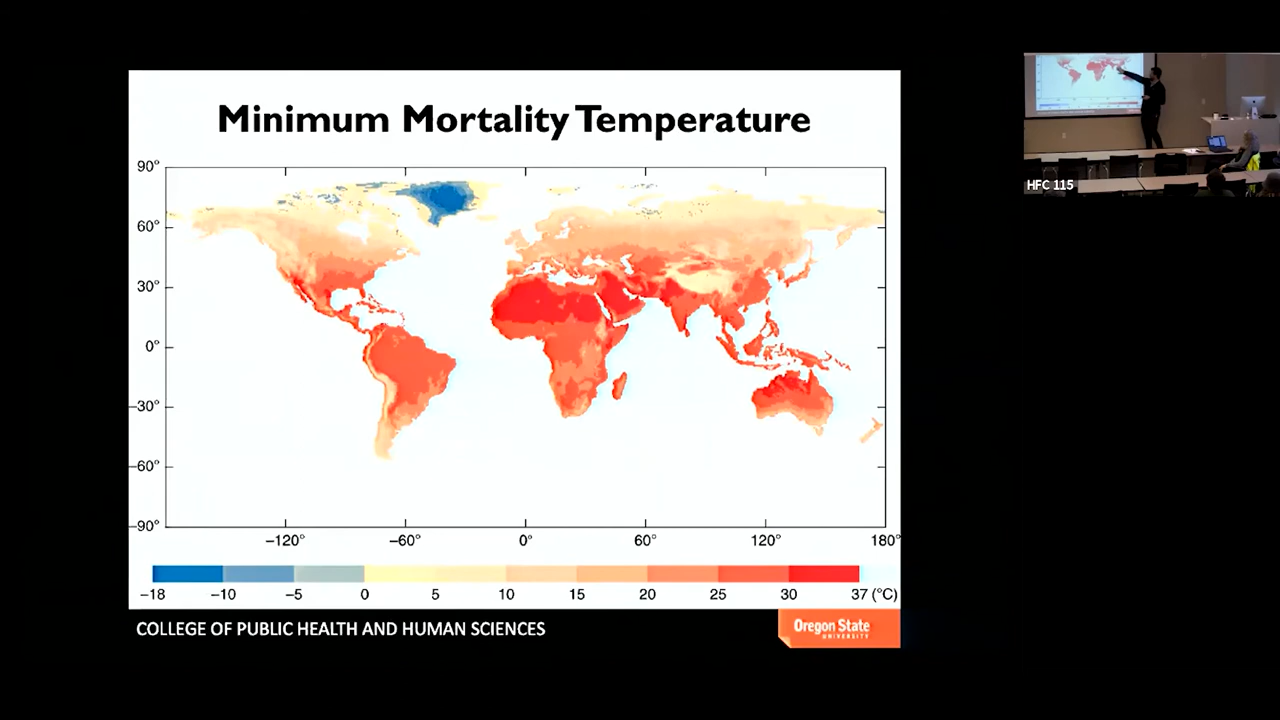 Minimum Mortality Temperature
90°
60°
30°
0°
−30°
−60°
−90°
−120° −60° 0° 60° 120° 180°
−18 −10 −5 0 5 10 15 20 25 30 37 (°C)
COLLEGE OF PUBLIC HEALTH AND HUMAN SCIENCES
Oregon State
UNIVERSITY
HFC 115